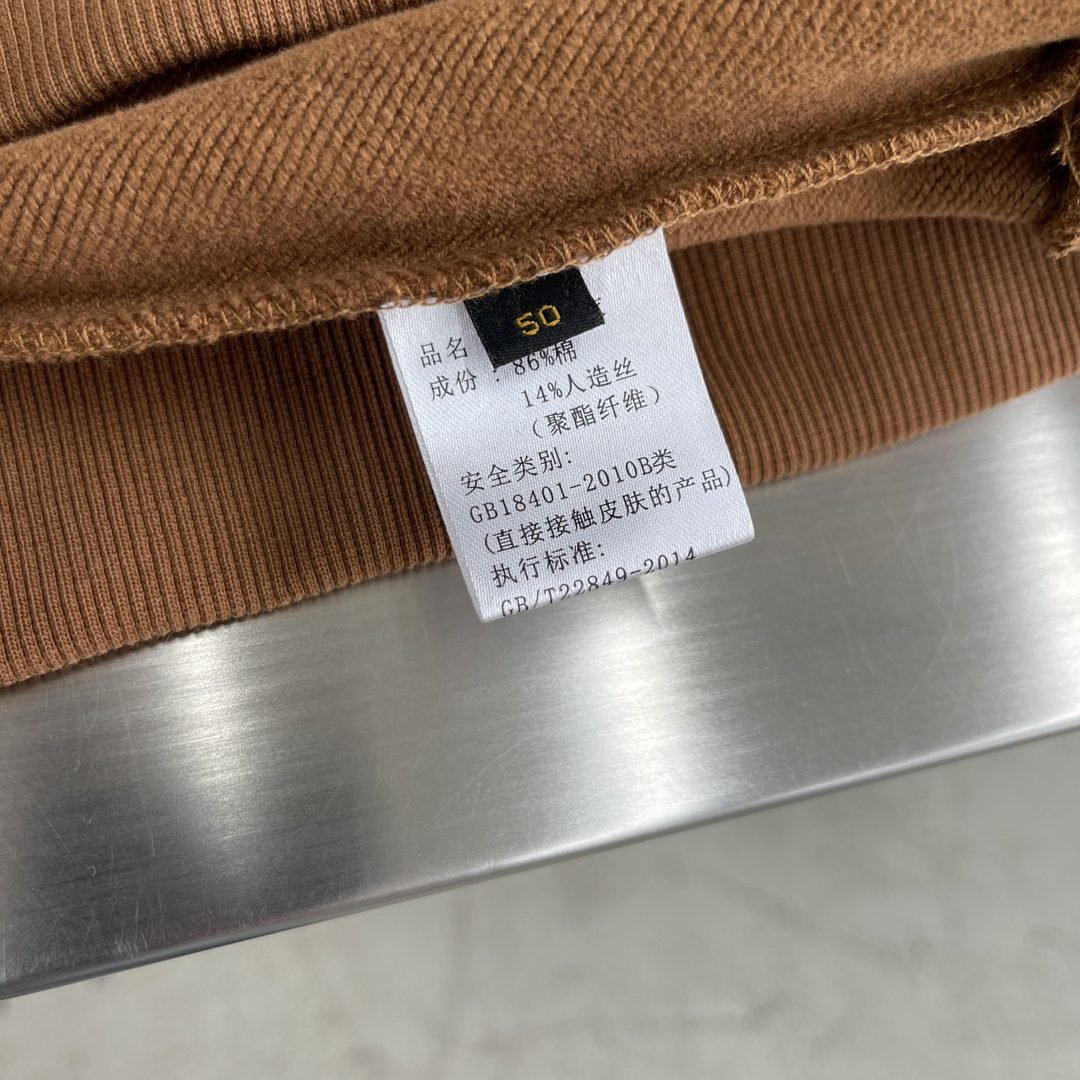 50
品名
成份：86%棉
14%人造丝
（聚酯纤维）
安全类别:
GB18401-2010B类
(直接接触皮肤的产品)
执行标准:
GB/T22849-2014